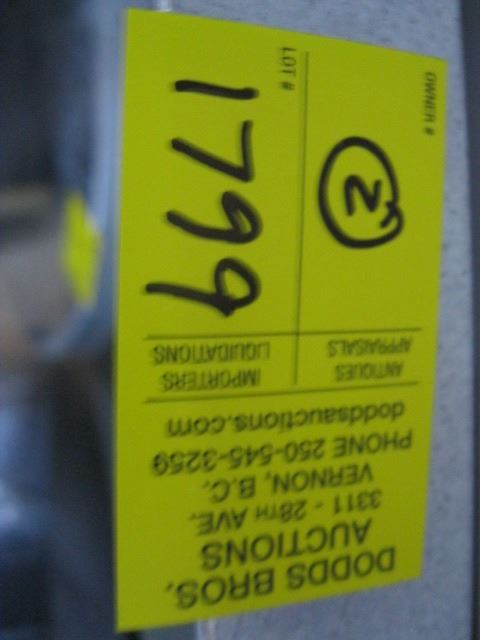 DODDS BROS.
AUCTIONS
3311 - 28TH AVE.
VERNON, B.C.
PHONE 250-545-3259
doddsauctions.com
ANTIQUES
APPRAISALS
IMPORTERS
LIQUIDATIONS
OWNER #
2
LOT #
1799